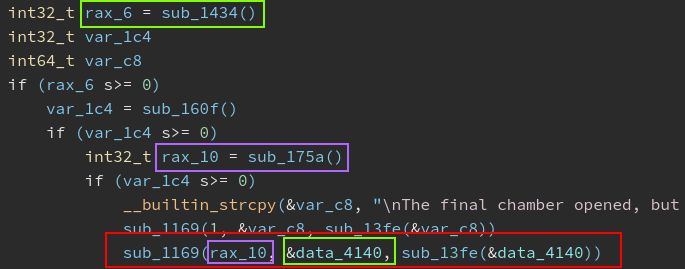 int32_t rax_6 = sub_1434()
int32_t var_1c4
int64_t var_c8
if (rax_6 s>= 0)
var_1c4 = sub_160f()
if (var_1c4 s>= 0)
int32_t rax_10 = sub_175a()
if (var_1c4 s>= 0)
__builtin_strcpy(&var_c8, "\nThe final chamber opened, but
sub_1169(1, &var_c8, sub_13fe(&var_c8))
sub_1169(rax_10, &data_4140, sub_13fe(&data_4140))